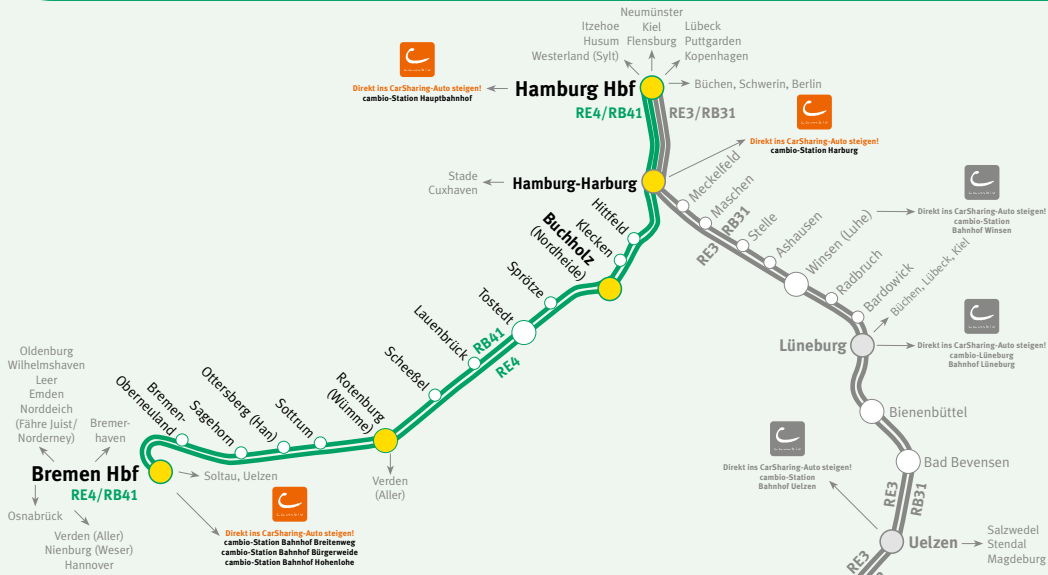 Neumünster
Kiel
Flensburg
Itzehoe
Husum
Westerland (Sylt)
Lübeck
Puttgarden
Kopenhagen
Direkt ins CarSharing-Auto steigen!
cambio-Station Hauptbahnhof
Hamburg Hbf
RE4/RB41
RE3/RB31
Büchen, Schwerin, Berlin
Direkt ins CarSharing-Auto steigen!
cambio-Station Harburg
Stade
Cuxhaven
Hamburg-Harburg
Meckelfeld
Maschen
RE3
RB31
Stelle
Ashausen
Winsen (Luhe)
Direkt ins CarSharing-Auto steigen!
cambio-Station
Bahnhof Winsen
Radbruch
Bardowick
Büchen, Lübeck, Kiel
Lüneburg
Direkt ins CarSharing-Auto steigen!
cambio-Lüneburg
Bahnhof Lüneburg
Bienenbüttel
Bad Bevensen
RE3
RB31
Direkt ins CarSharing-Auto steigen!
cambio-Station
Bahnhof Uelzen
Uelzen
Salzwedel
Stendal
Magdeburg
RE3
Hittfeld
Klecken
Buchholz
(Nordheide)
Sprötze
Tostedt
RB41
RE4
Lauenbrück
Scheeßel
Rotenburg
(Wümme)
Verden
(Aller)
Sottrum
Ottersberg (Han)
Sagehorn
Bremen-
Oberneuland
Oldenburg
Wilhelmshaven
Leer
Emden
Norddeich
(Fähre Juist/
Norderney)
Bremer-
haven
Bremen Hbf
RE4/RB41
Soltau, Uelzen
Osnabrück
Verden (Aller)
Nienburg (Weser)
Hannover
Direkt ins CarSharing-Auto steigen!
cambio-Station Bahnhof Breitenweg
cambio-Station Bahnhof Bürgerweide
cambio-Station Bahnhof Hohenlohe